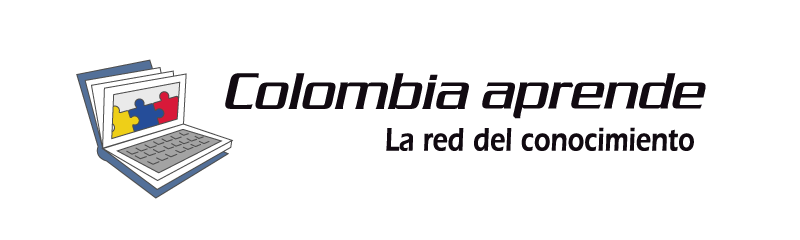 Colombia aprende
La red del conocimiento